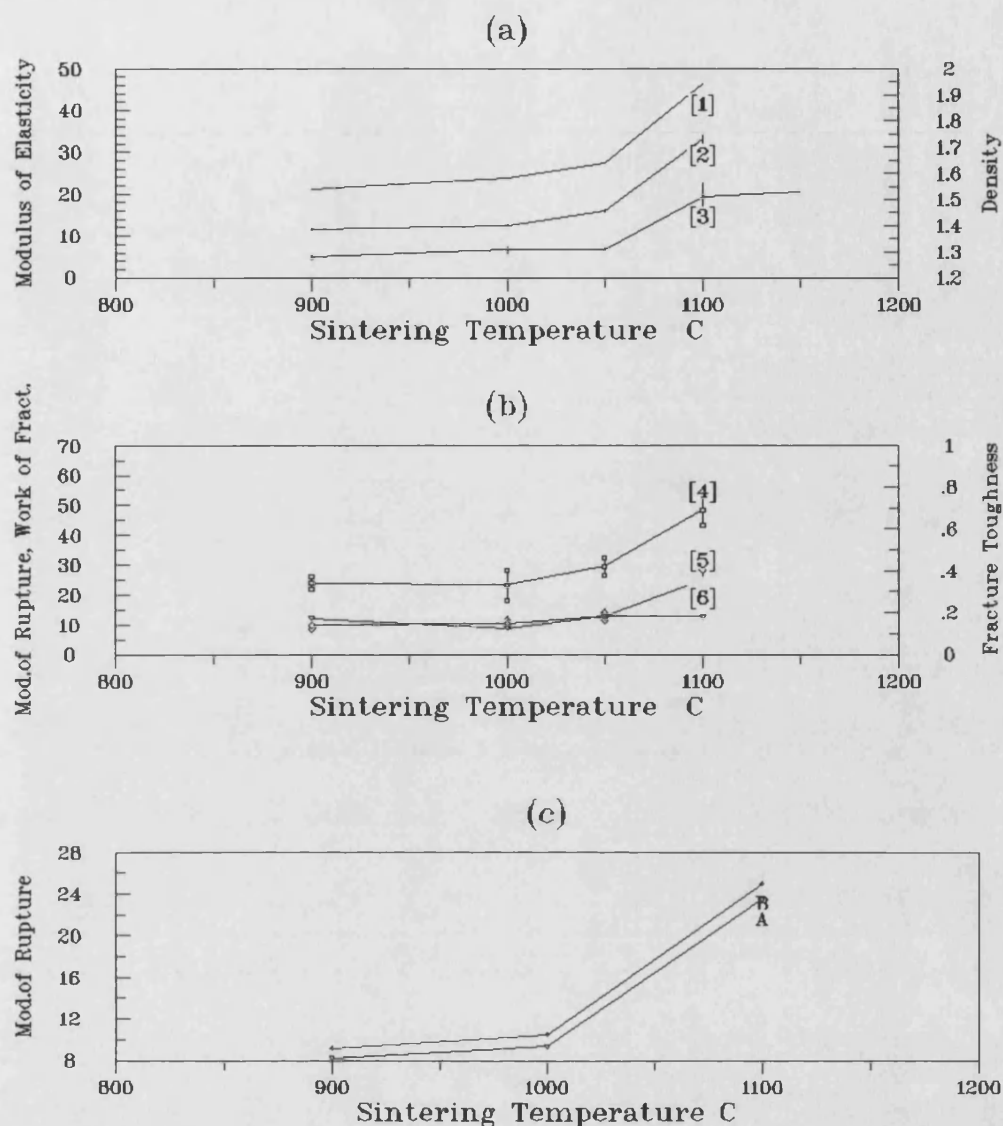 (a)
Modulus of Elasticity
50
40
30
20
10
0
2
1.9
1.8
1.7
1.6
1.5
1.4
1.3
1.2
Density
[1]
[2]
[3]
800 900 1000 1100 1200
Sintering Temperature C
(b)
Mod.of Rupture, Work of Fract.
70
60
50
40
30
20
10
0
1
.8
.6
.4
.2
0
Fracture Toughness
[4]
[5]
[6]
800 900 1000 1100 1200
Sintering Temperature C
(c)
Mod.of Rupture
28
24
20
16
12
8
B
A
800 900 1000 1100 1200
Sintering Temperature C